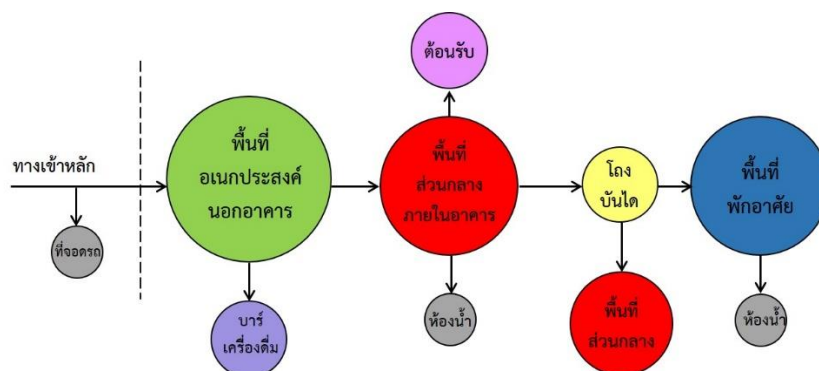 ต้อนรับ
ทางเข้าหลัก
ที่จอดรถ
พื้นที่
อเนกประสงค์
นอกอาคาร
บาร์
เครื่องดื่ม
พื้นที่
ส่วนกลาง
ภายในอาคาร
ห้องน้ำ
โถง
บันได
พื้นที่
ส่วนกลาง
พื้นที่
พักอาศัย
ห้องน้ำ